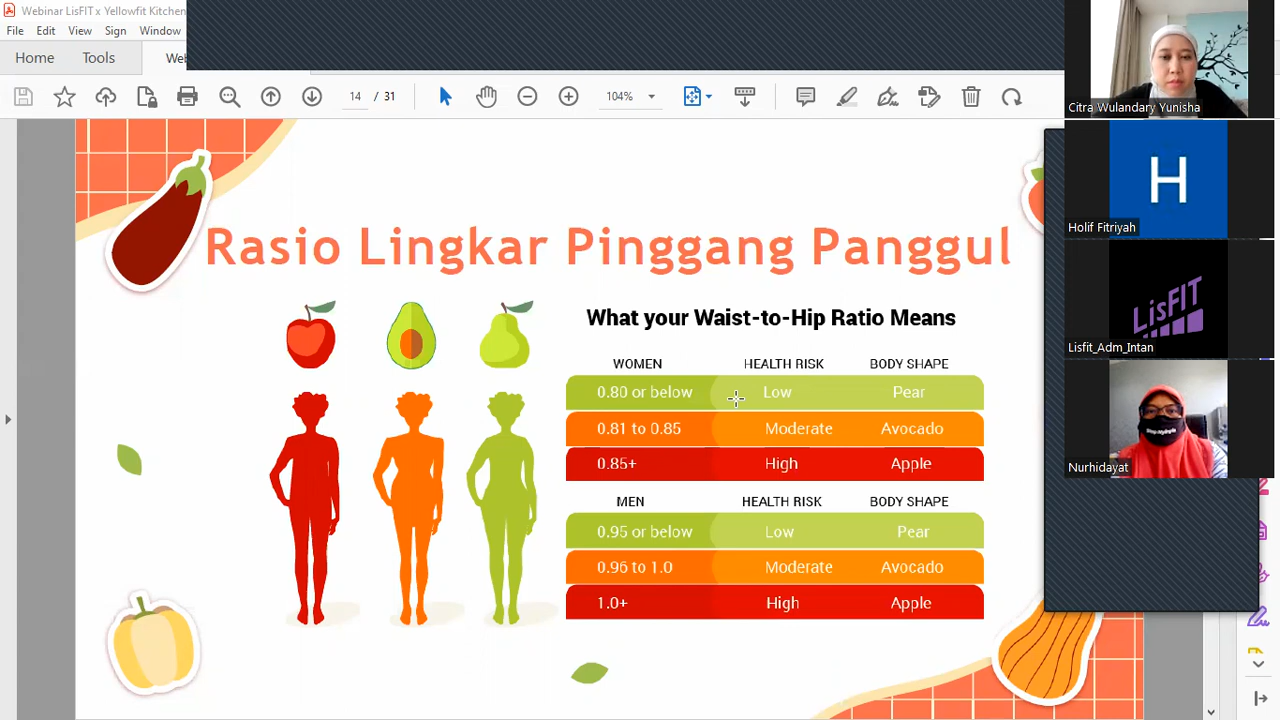 Webinar LisFIT x Yellowfit Kitchen
File Edit View Sign Window
Home Tools Web
14 / 31 104%
Citra Wulandary Yunisha
H
Holif Fitriyah
LisFIT
Lisfit_Adm_Intan
Nurhidayat
Rasio Lingkar Pinggang Panggul
What your Waist-to-Hip Ratio Means
WOMEN HEALTH RISK BODY SHAPE
0.80 or below Low Pear
0.81 to 0.85 Moderate Avocado
0.85+ High Apple
MEN HEALTH RISK BODY SHAPE
0.95 or below Low Pear
0.96 to 1.0 Moderate Avocado
1.0+ High Apple